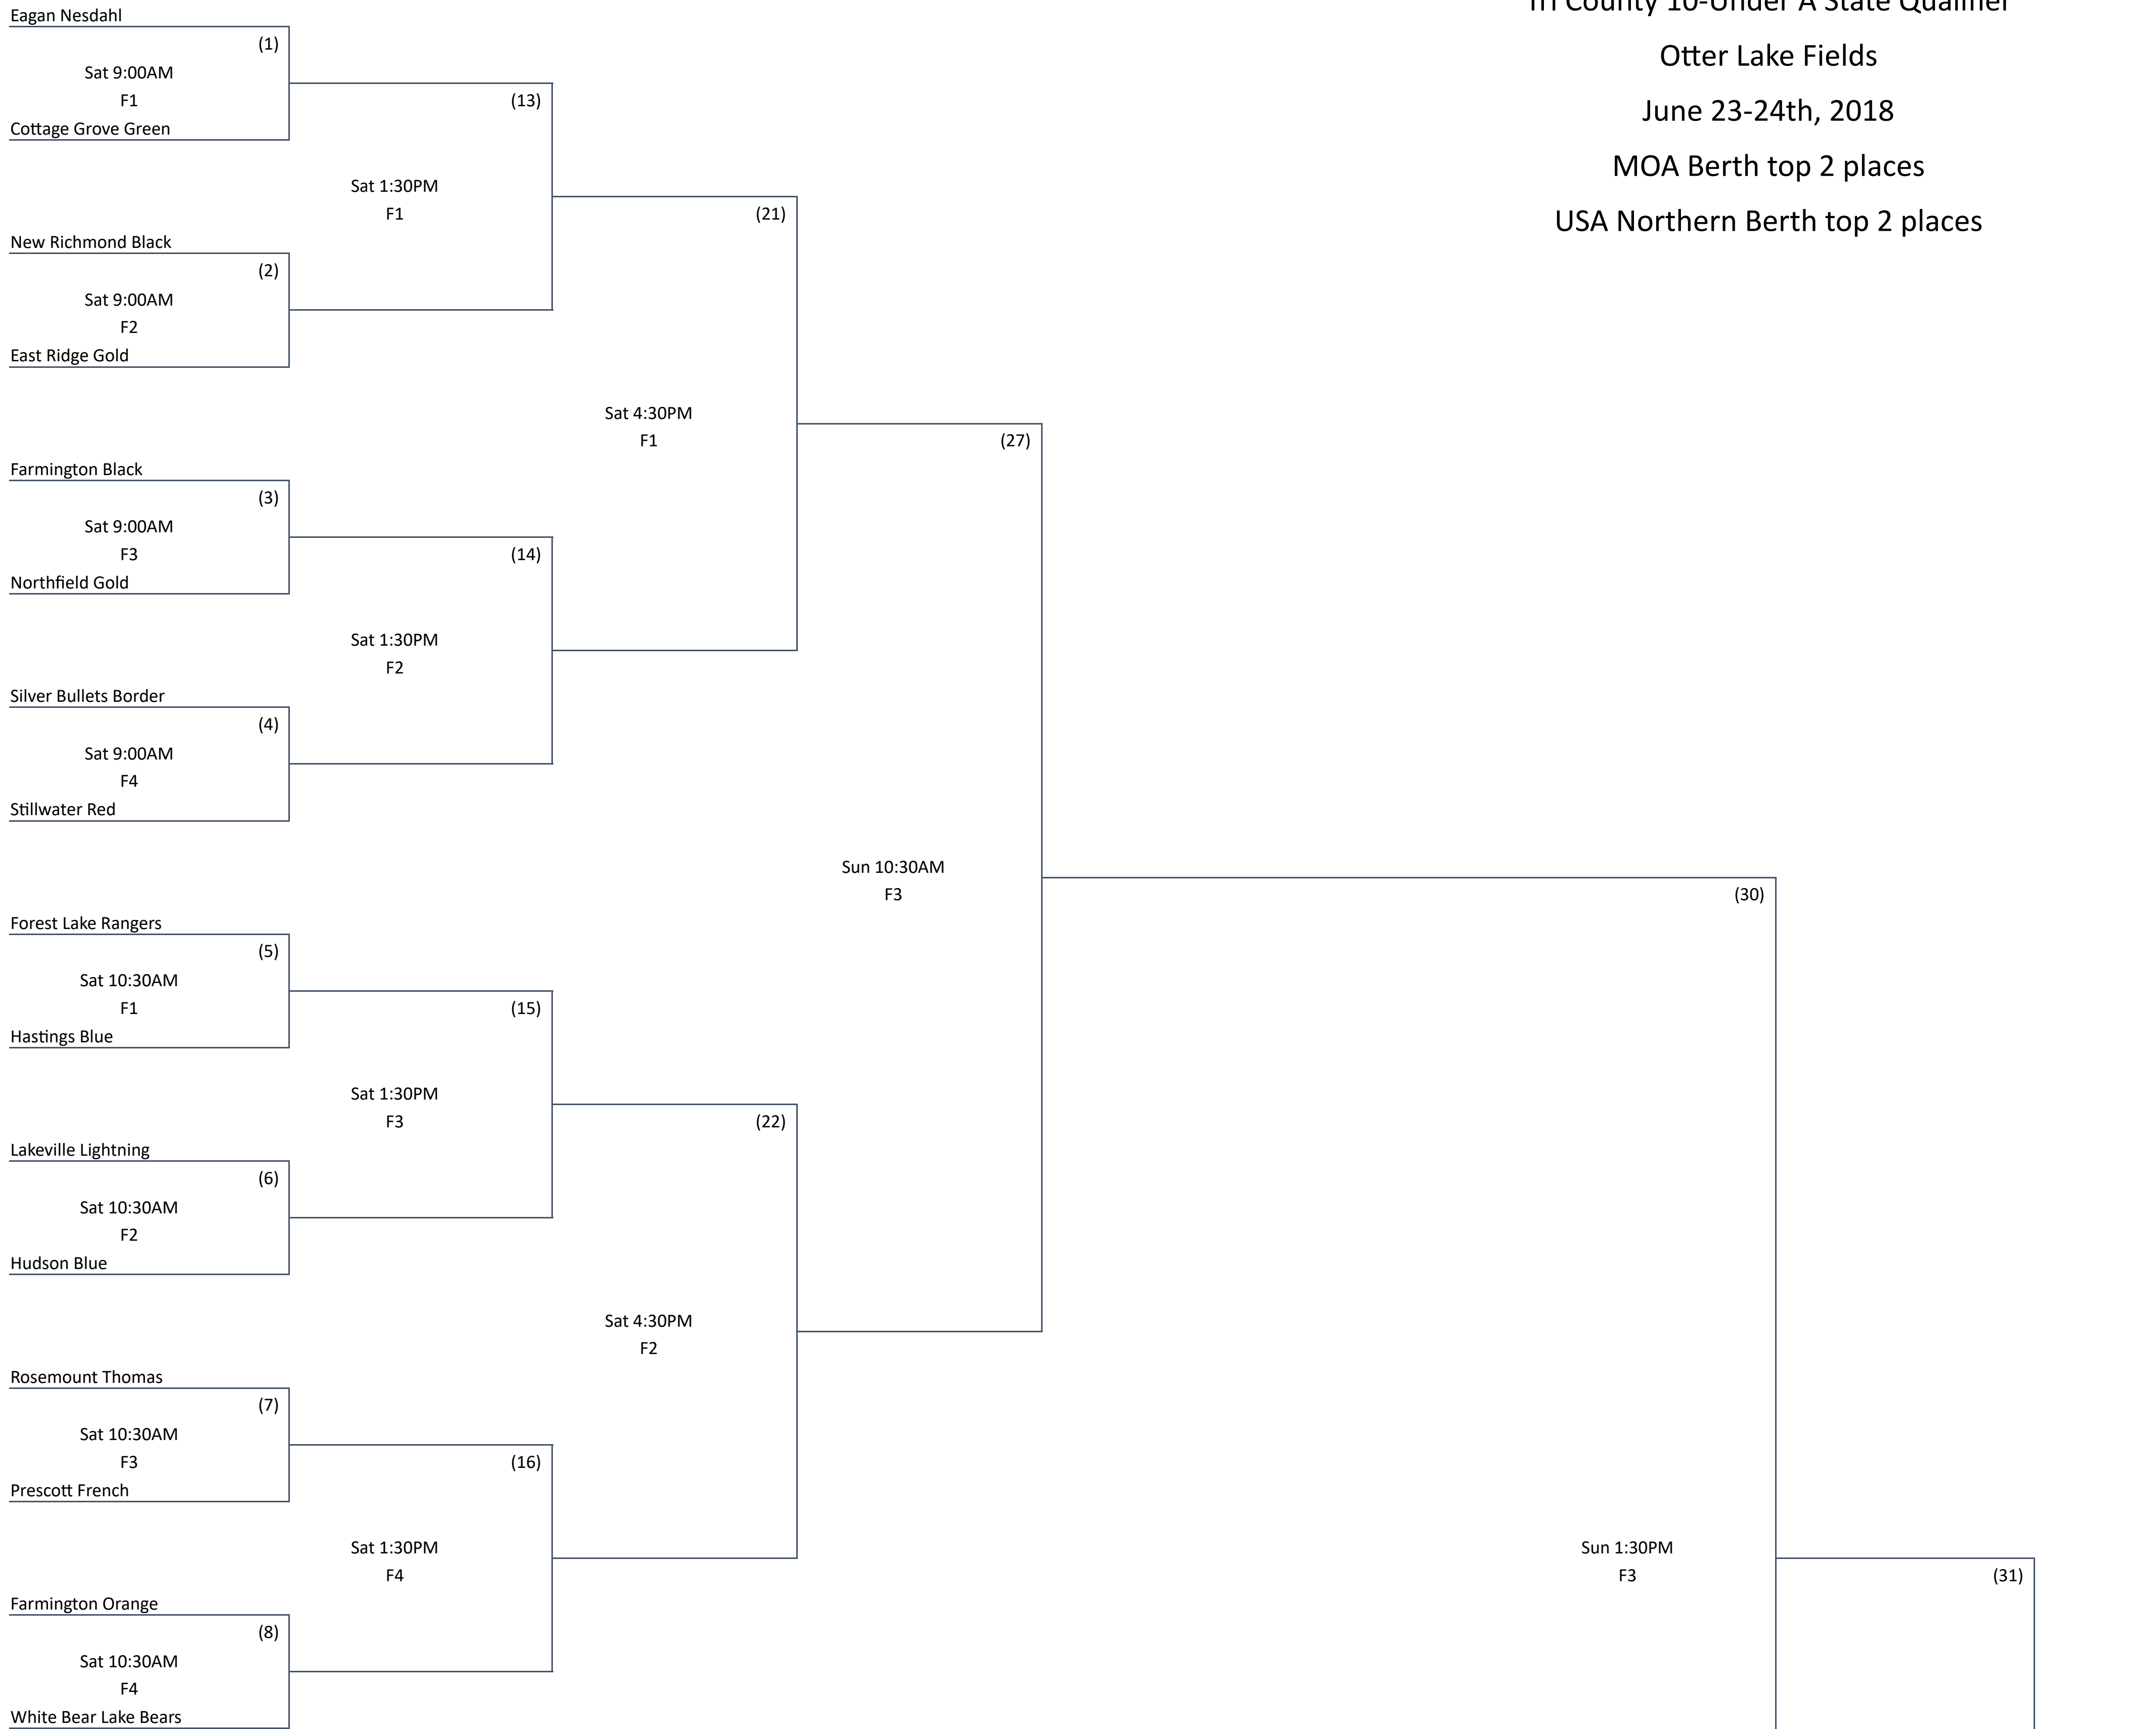 Tri County 10-Under A State Qualifier
Otter Lake Fields
June 23-24th, 2018
MOA Berth top 2 places
USA Northern Berth top 2 places
Eagan Nesdahl
(1)
Sat 9:00AM
F1
Cottage Grove Green
(13)
Sat 1:30PM
F1
(21)
New Richmond Black
(2)
Sat 9:00AM
F2
East Ridge Gold
Sat 4:30PM
F1
(27)
Farmington Black
(3)
Sat 9:00AM
F3
Northfield Gold
(14)
Sat 1:30PM
F2
Silver Bullets Border
(4)
Sat 9:00AM
F4
Stillwater Red
Sun 10:30AM
F3
(30)
Forest Lake Rangers
(5)
Sat 10:30AM
F1
Hastings Blue
(15)
Sat 1:30PM
F3
(22)
Lakeville Lightning
(6)
Sat 10:30AM
F2
Hudson Blue
Sat 4:30PM
F2
Rosemount Thomas
(7)
Sat 10:30AM
F3
Prescott French
(16)
Sat 1:30PM
F4
Sun 1:30PM
F3
(31)
Farmington Orange
(8)
Sat 10:30AM
F4
White Bear Lake Bears